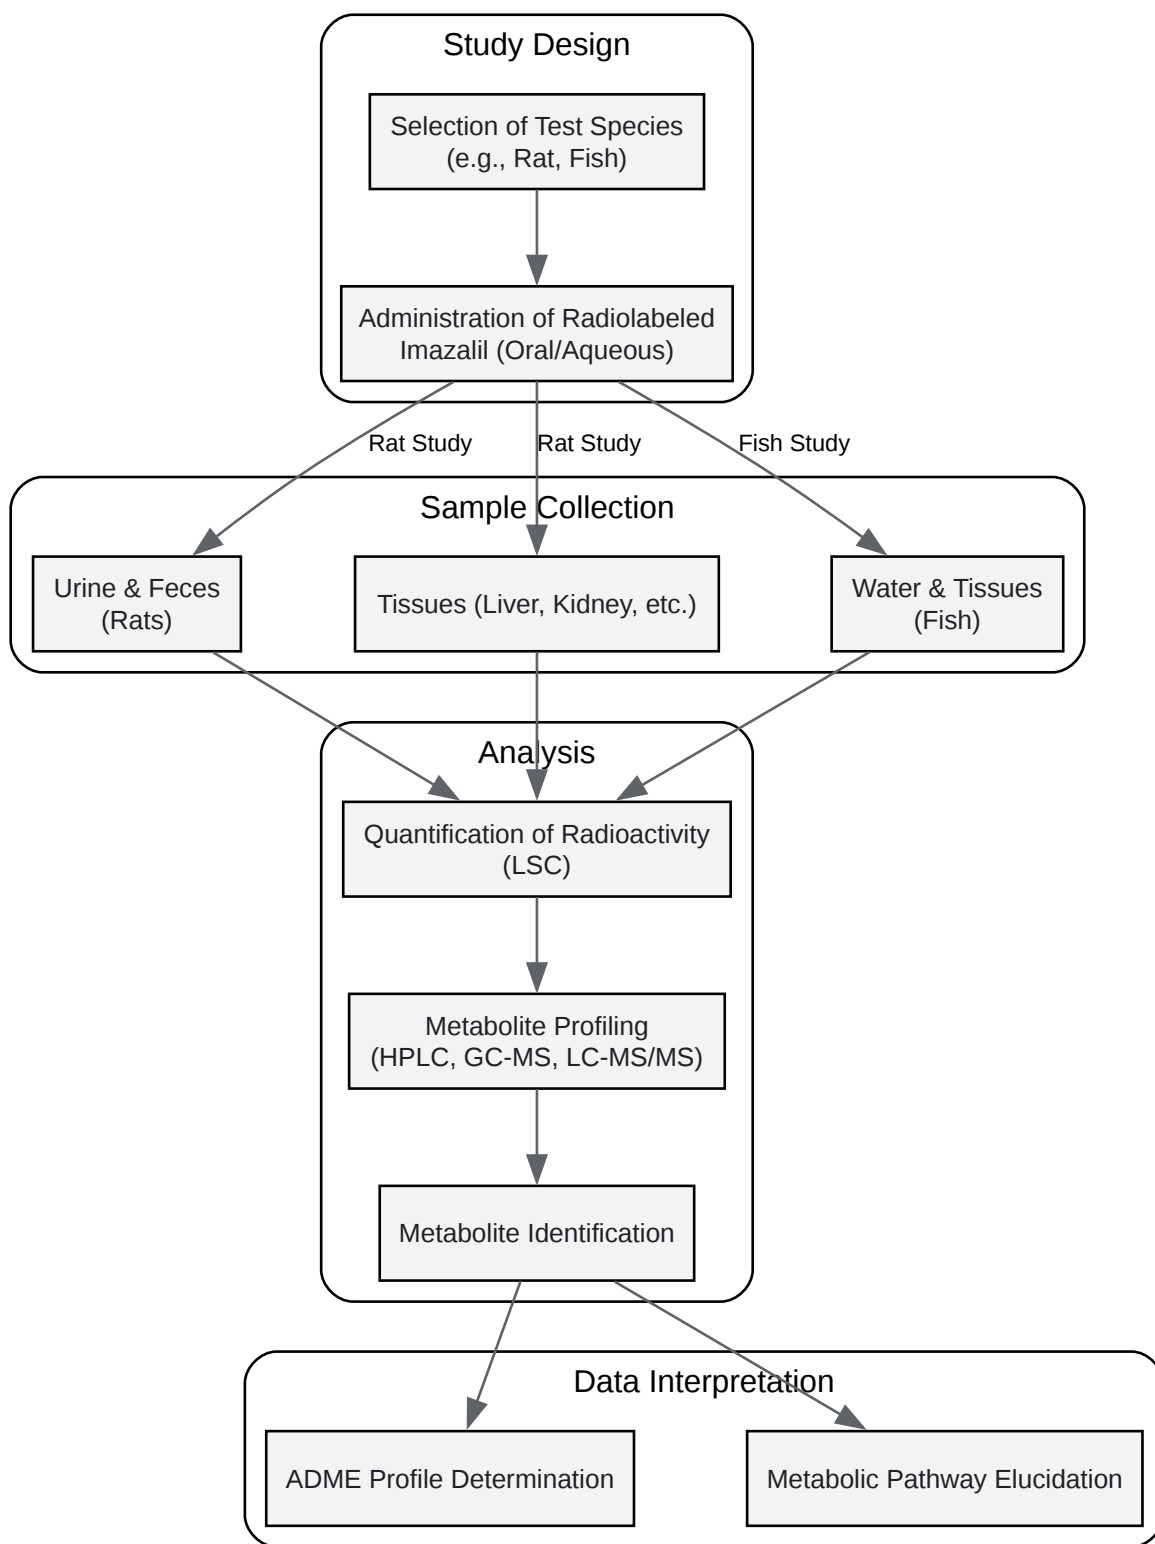 Study Design
Selection of Test Species
(e.g., Rat, Fish)
Administration of Radiolabeled
Imazalil (Oral/Aqueous)
Rat Study
Rat Study
Fish Study
Sample Collection
Urine & Feces
(Rats)
Tissues (Liver, Kidney, etc.)
Water & Tissues
(Fish)
Analysis
Quantification of Radioactivity
(LSC)
Metabolite Profiling
(HPLC, GC-MS, LC-MS/MS)
Metabolite Identification
Data Interpretation
ADME Profile Determination
Metabolic Pathway Elucidation